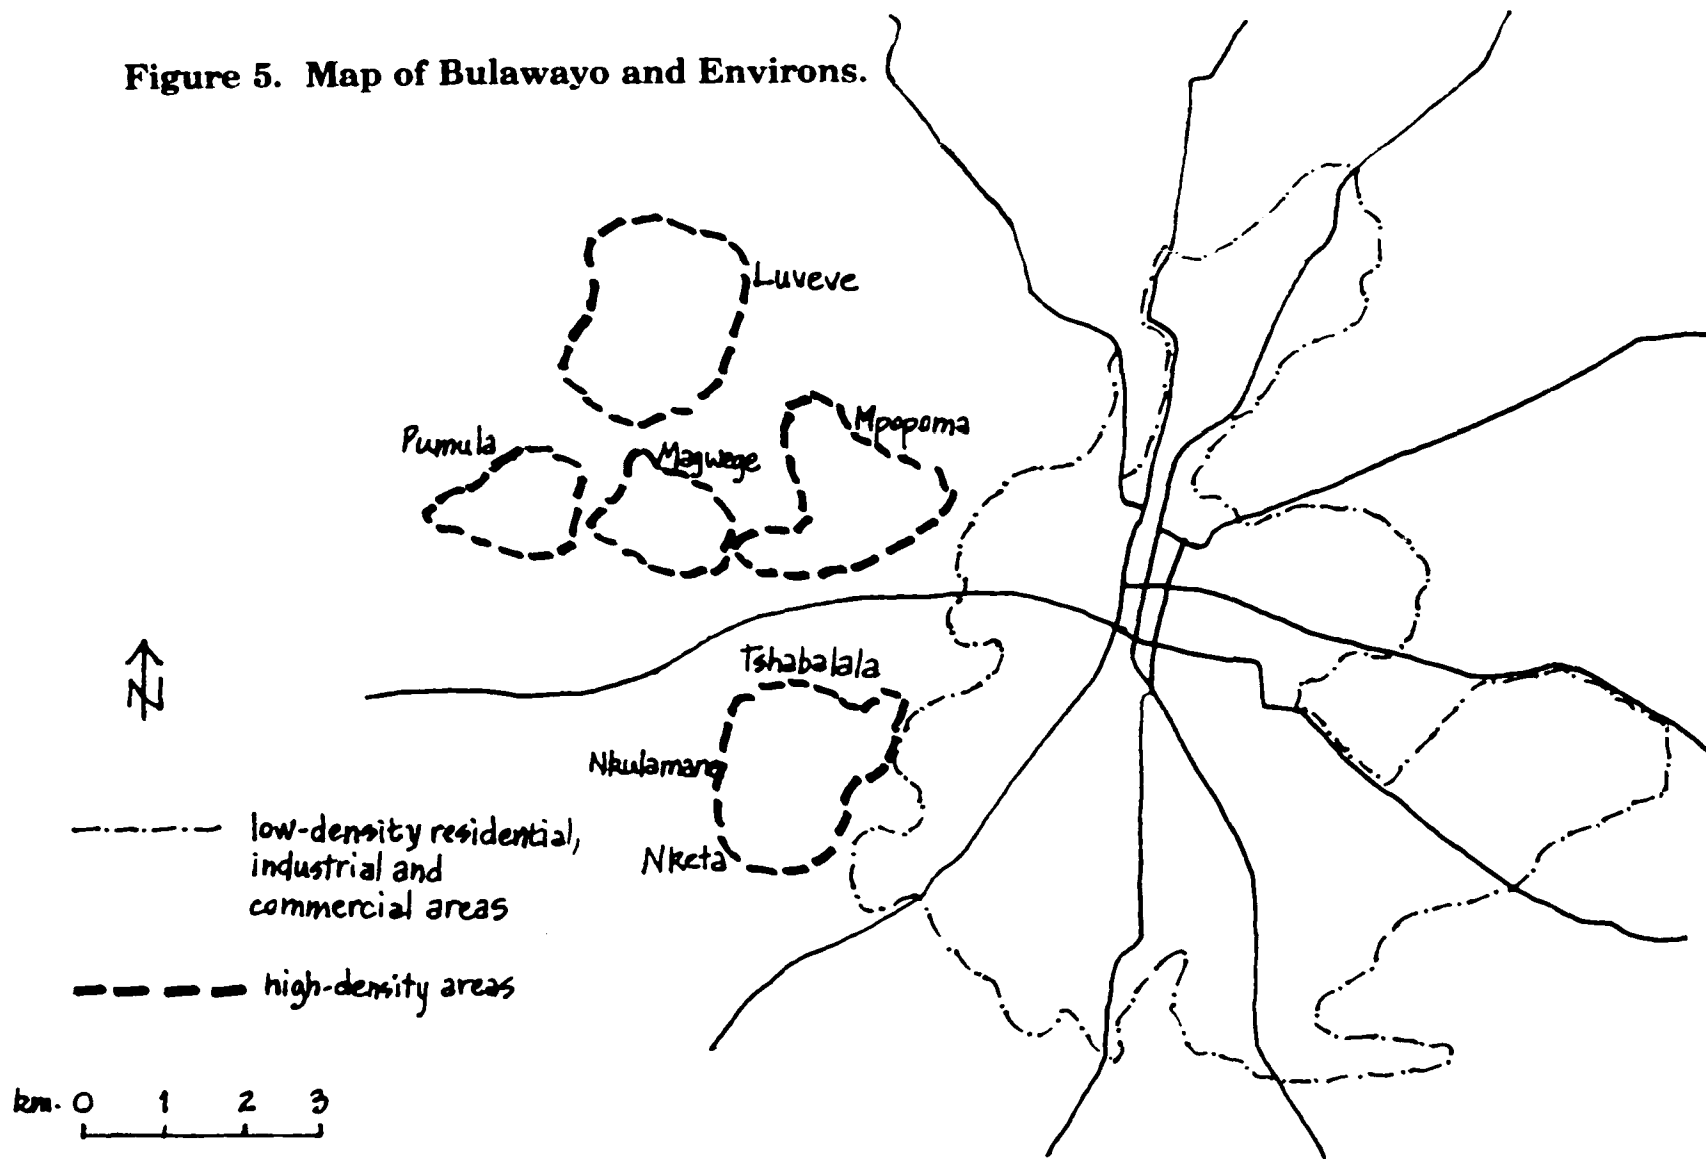 Figure 5. Map of Bulawayo and Environs.
Luveve
Mpopoma
Pumula
Magwege
Tshabalala
Nkulamane
Nketa
N
low-density residential,
industrial and
commercial areas
high-density areas
km. 0 1 2 3